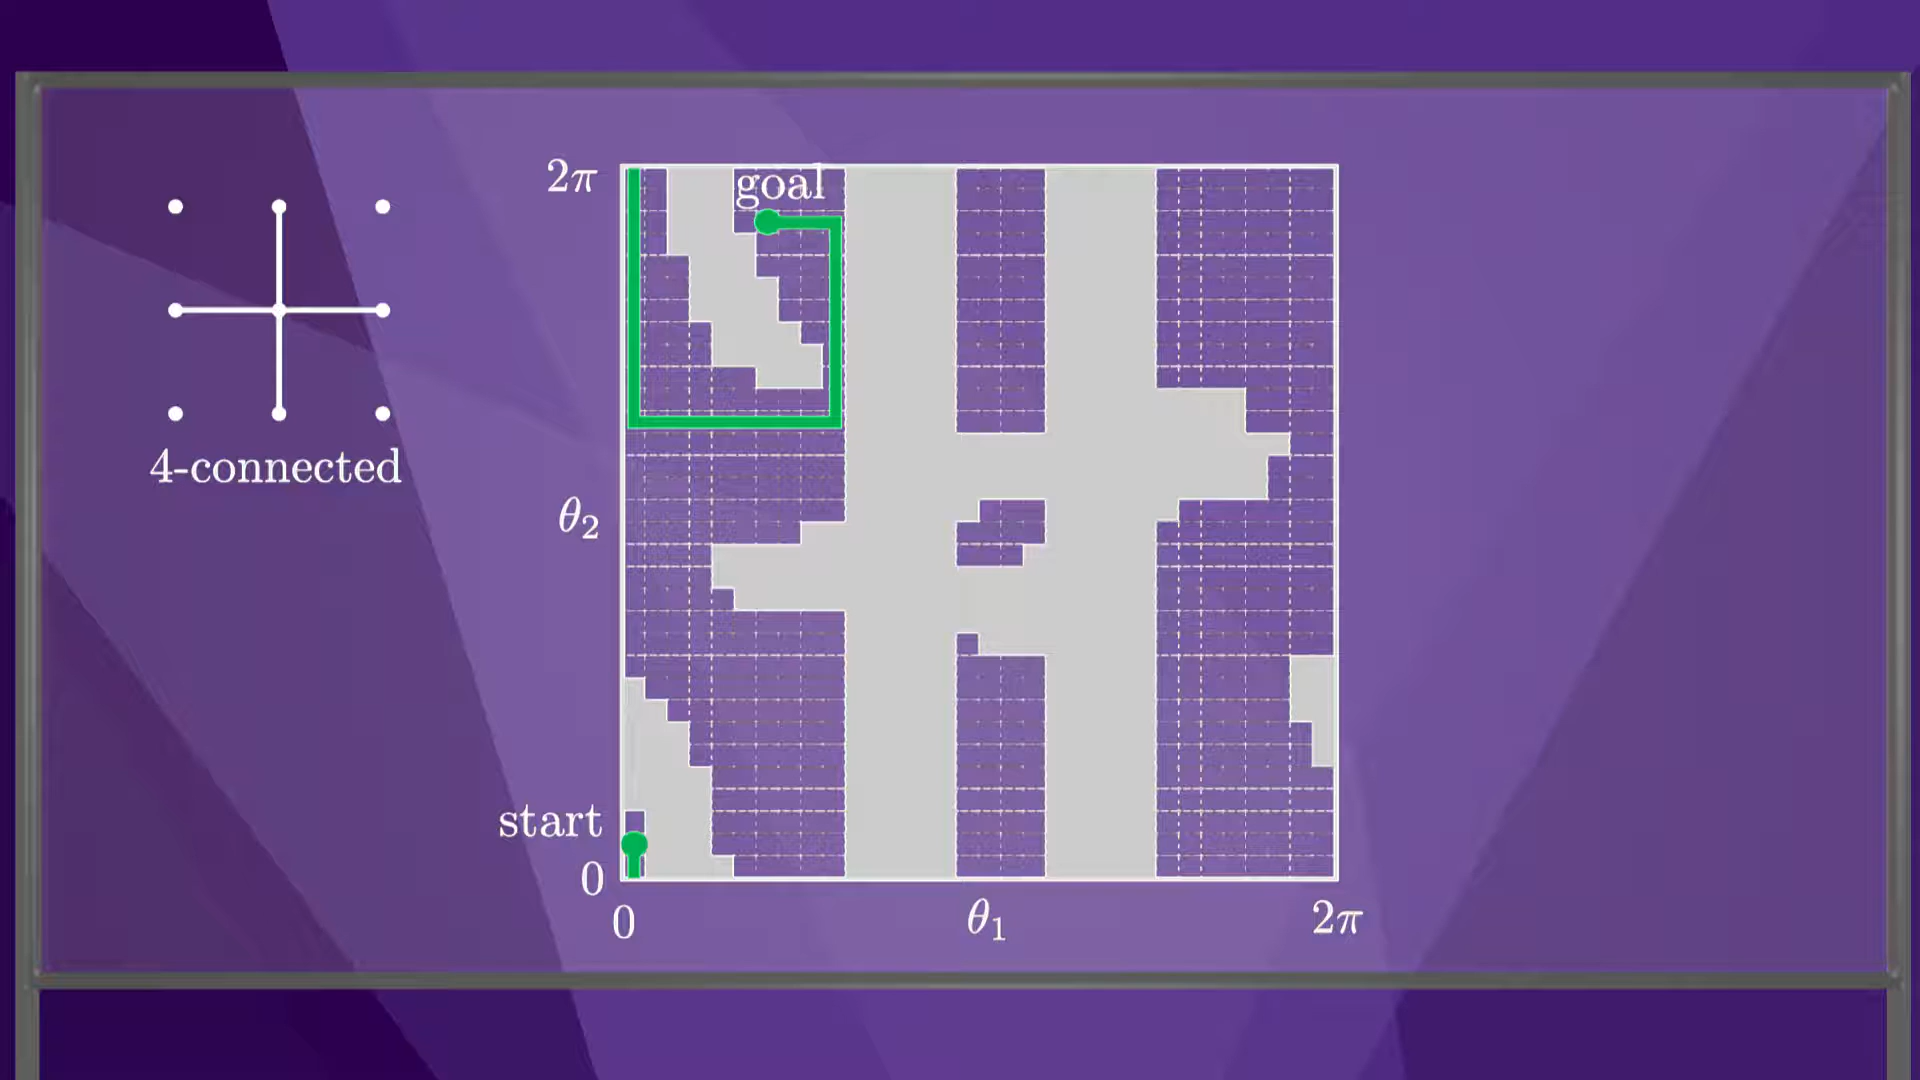 2π
goal
4-connected
θ₂
start
0
0
θ₁
2π